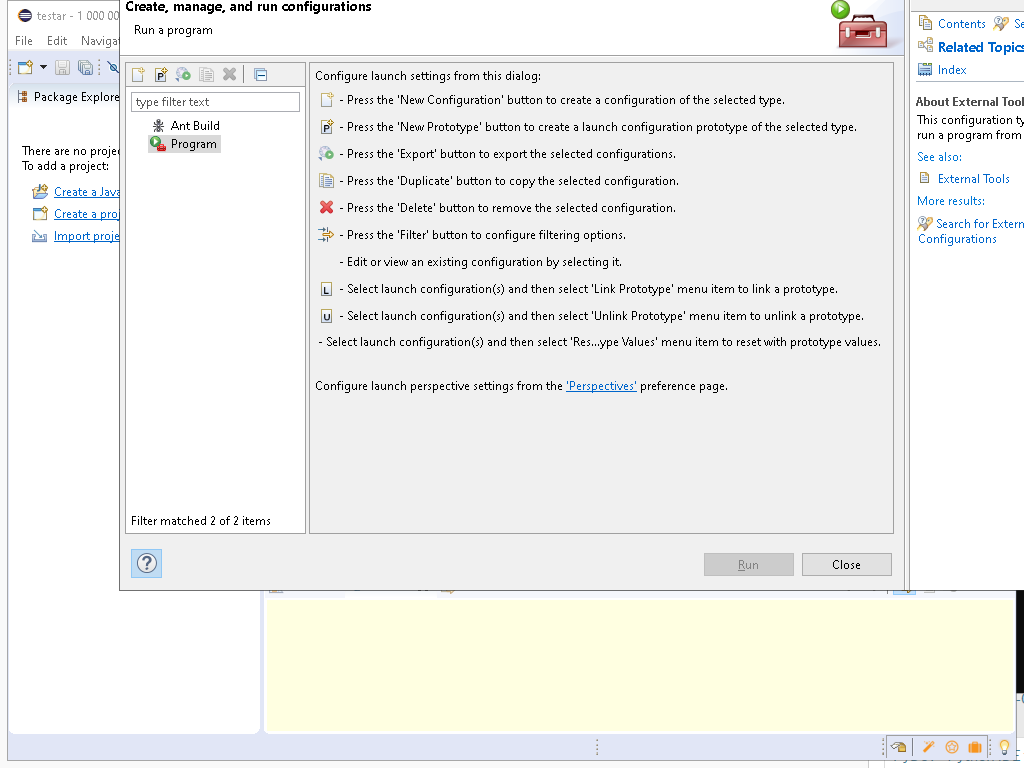 testar - 1 000 00
File Edit Navigat
Package Explore
There are no projec
To add a project:
Create a Java
Create a proj
Import proje
Create, manage, and run configurations
Run a program
type filter text
Ant Build
Program
Filter matched 2 of 2 items
Configure launch settings from this dialog:
- Press the 'New Configuration' button to create a configuration of the selected type.
P - Press the 'New Prototype' button to create a launch configuration prototype of the selected type.
- Press the 'Export' button to export the selected configurations.
- Press the 'Duplicate' button to copy the selected configuration.
- Press the 'Delete' button to remove the selected configuration.
- Press the 'Filter' button to configure filtering options.
- Edit or view an existing configuration by selecting it.
L - Select launch configuration(s) and then select 'Link Prototype' menu item to link a prototype.
U - Select launch configuration(s) and then select 'Unlink Prototype' menu item to unlink a prototype.
- Select launch configuration(s) and then select 'Res...ype Values' menu item to reset with prototype values.
Configure launch perspective settings from the 'Perspectives' preference page.
?
Run Close
Contents Se
Related Topics
Index
About External Tool
This configuration ty
run a program from
See also:
External Tools
More results:
Search for Extern
Configurations